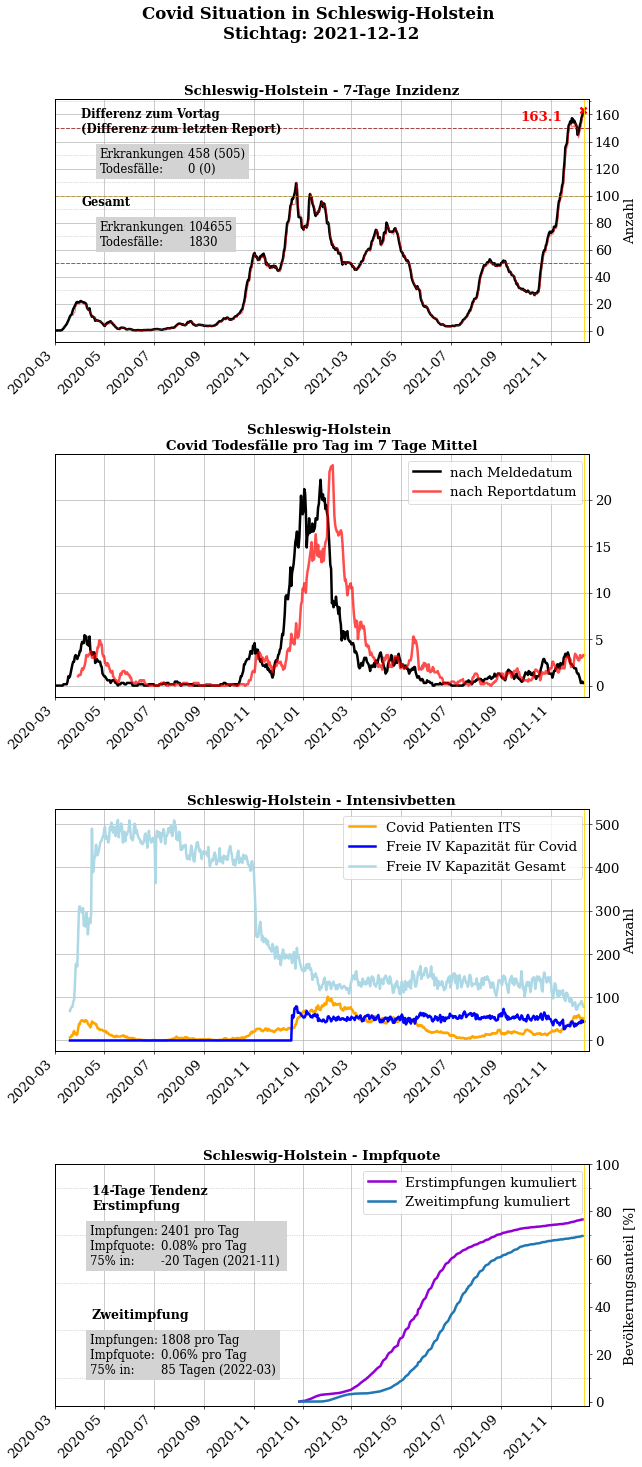 Covid Situation in Schleswig-Holstein
Stichtag: 2021-12-12
Schleswig-Holstein - 7-Tage Inzidenz
Differenz zum Vortag
(Differenz zum letzten Report)
Erkrankungen 458 (505)
Todesfälle: 0 (0)
Gesamt
Erkrankungen 104655
Todesfälle: 1830
163.1
160
140
120
100
80
60
40
20
0
Anzahl
2020-03
2020-05
2020-07
2020-09
2020-11
2021-01
2021-03
2021-05
2021-07
2021-09
2021-11
Schleswig-Holstein
Covid Todesfälle pro Tag im 7 Tage Mittel
nach Meldedatum
nach Reportdatum
20
15
10
5
0
2020-03
2020-05
2020-07
2020-09
2020-11
2021-01
2021-03
2021-05
2021-07
2021-09
2021-11
Schleswig-Holstein - Intensivbetten
Covid Patienten ITS
Freie IV Kapazität für Covid
Freie IV Kapazität Gesamt
500
400
300
200
100
0
Anzahl
2020-03
2020-05
2020-07
2020-09
2020-11
2021-01
2021-03
2021-05
2021-07
2021-09
2021-11
Schleswig-Holstein - Impfquote
14-Tage Tendenz
Erstimpfung
Impfungen: 2401 pro Tag
Impfquote: 0.08% pro Tag
75% in: -20 Tagen (2021-11)
Zweitimpfung
Impfungen: 1808 pro Tag
Impfquote: 0.06% pro Tag
75% in: 85 Tagen (2022-03)
Erstimpfungen kumuliert
Zweitimpfung kumuliert
100
80
60
40
20
0
Bevölkerungsanteil [%]
2020-03
2020-05
2020-07
2020-09
2020-11
2021-01
2021-03
2021-05
2021-07
2021-09
2021-11